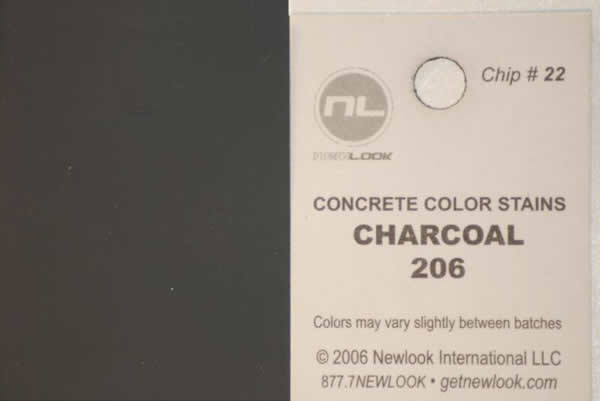 Chip # 22
NL
NEWLOOK
CONCRETE COLOR STAINS
CHARCOAL
206
Colors may vary slightly between batches
© 2006 Newlook International LLC
877.7NEWLOOK • getnewlook.com